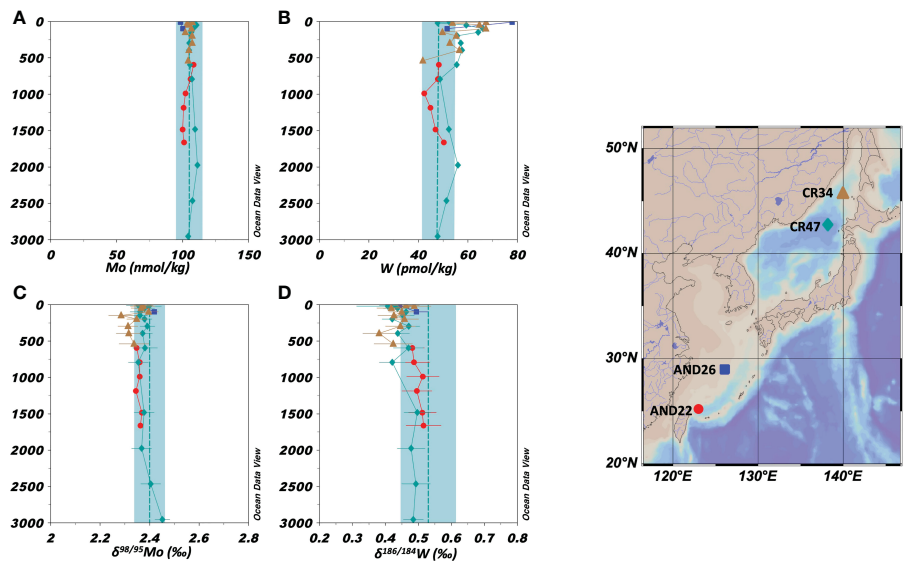 A
B
0
500
1000
1500
2000
2500
3000
0
50
100
150
Mo (nmol/kg)
Ocean Data View
0
500
1000
1500
2000
2500
3000
0
20
40
60
80
W (pmol/kg)
Ocean Data View
C
D
0
500
1000
1500
2000
2500
3000
2
2.2
2.4
2.6
2.8
δ98/95Mo (‰)
Ocean Data View
0
500
1000
1500
2000
2500
3000
0.2
0.3
0.4
0.5
0.6
0.7
0.8
δ186/184W (‰)
Ocean Data View
50°N
40°N
30°N
20°N
120°E
130°E
140°E
CR34
CR47
AND26
AND22